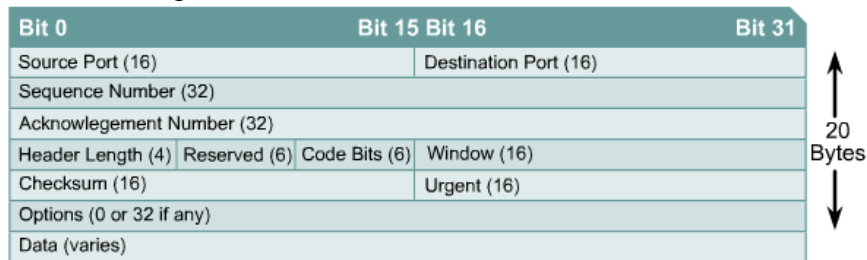 Bit 0 Bit 15 Bit 16 Bit 31
Source Port (16) Destination Port (16)
Sequence Number (32)
Acknowlegement Number (32)
Header Length (4) Reserved (6) Code Bits (6) Window (16)
Checksum (16) Urgent (16)
Options (0 or 32 if any)
Data (varies)
20
Bytes